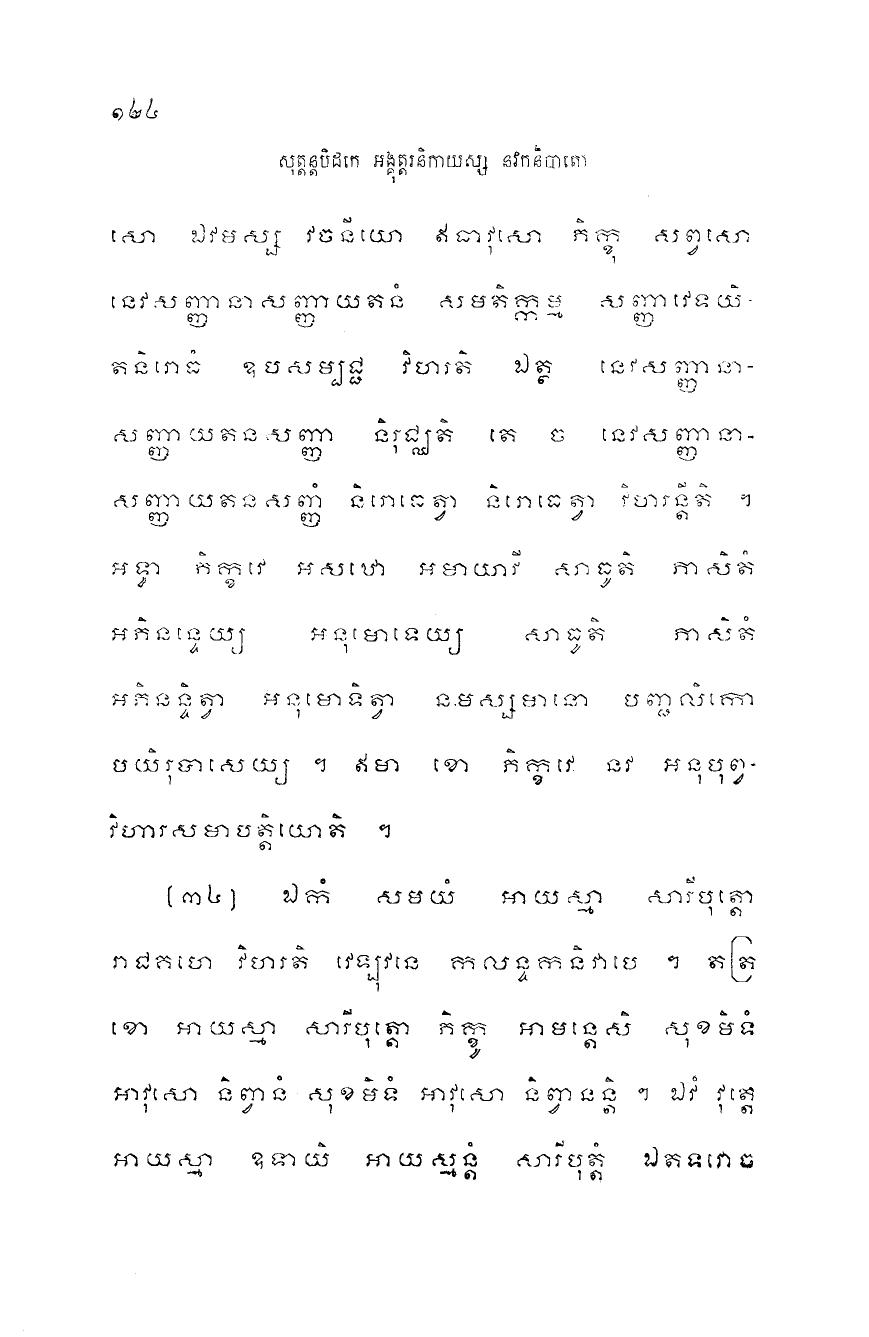 ១២៤
សុត្តន្តបិដកេ អង្គុត្តរនិកាយស្ស នវកនិបាតោ
សោ ឯវមស្ស វចនីយោ ឥធាវុសោ ភិក្ខុ សព្វសោ
នេវសញ្ញានាសញ្ញាយតនំ សមតិក្កម្ម សញ្ញាវេទយិ-
តនិរោធំ ឧបសម្បជ្ជ វិហរតិ ឯត្ថ នេវសញ្ញានា-
សញ្ញាយតនសញ្ញា និរុជ្ឈតិ តេ ច នេវសញ្ញានា-
សញ្ញាយតនសញ្ញំ និរោធេត្វា និរោធេត្វា វិហរន្តីតិ ។
អទ្ធា ភិក្ខវេ អសឋោ អមាយាវី សាធូតិ ភាសិតំ
អភិនន្ទេយ្យ អនុមោទេយ្យ សាធូតិ ភាសិតំ
អភិនន្ទិត្វា អនុមោទិត្វា នមស្សមានោ បញ្ជលិកោ
បយិរុបាសេយ្យ ។ ឥមា ខោ ភិក្ខវេ នវ អនុបុព្វ-
វិហារសមាបត្តិយោតិ ។
(៣៤) ឯកំ សមយំ អាយស្មា សារីបុត្តោ
រាជគហេ វិហរតិ វេឡុវនេ កលន្ទកនិវាបេ ។ តត្រ
ខោ អាយស្មា សារីបុត្តោ ភិក្ខូ អាមន្តេសិ សុខមិទំ
អាវុសោ និព្វានំ សុខមិទំ អាវុសោ និព្វានន្តិ ។ ឯវំ វុត្តេ
អាយស្មា ឧទាយិ អាយស្មន្តំ សារីបុត្តំ ឯតទវោច